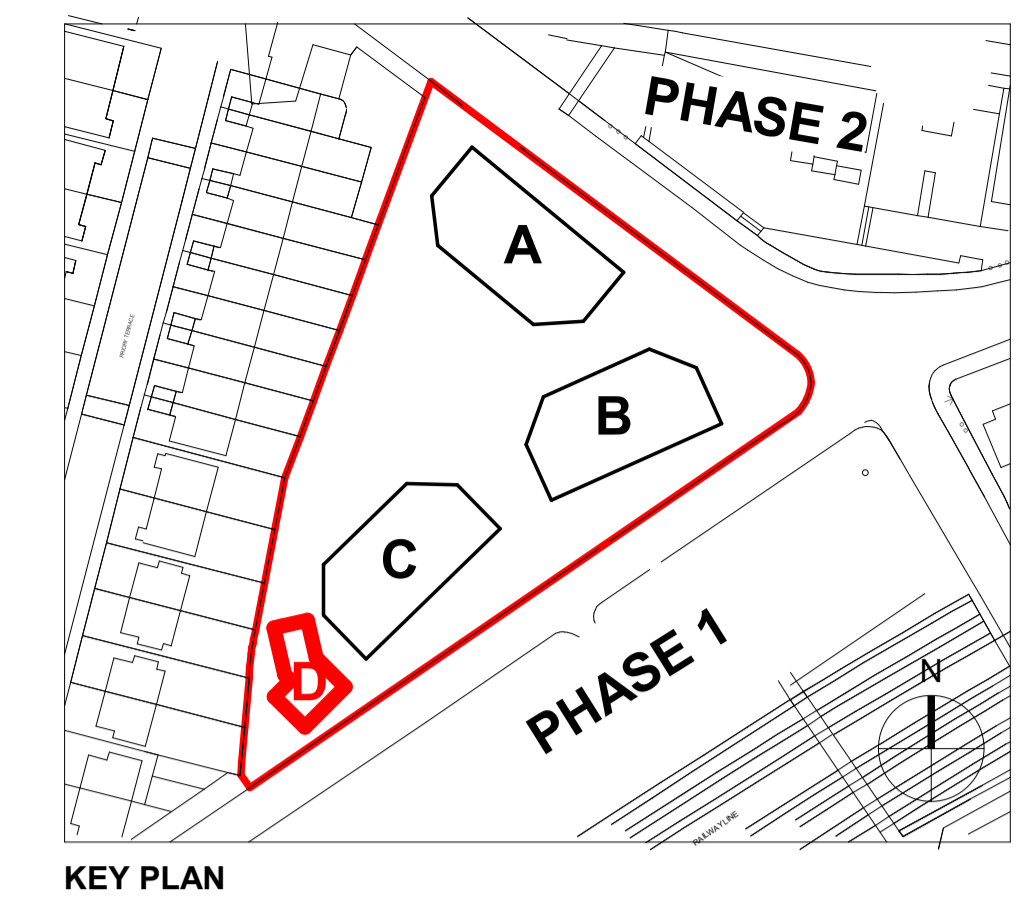 PHASE 2
A
PRIORY TERRACE
B
C
D
PHASE 1
N
RAILWAY LINE
KEY PLAN